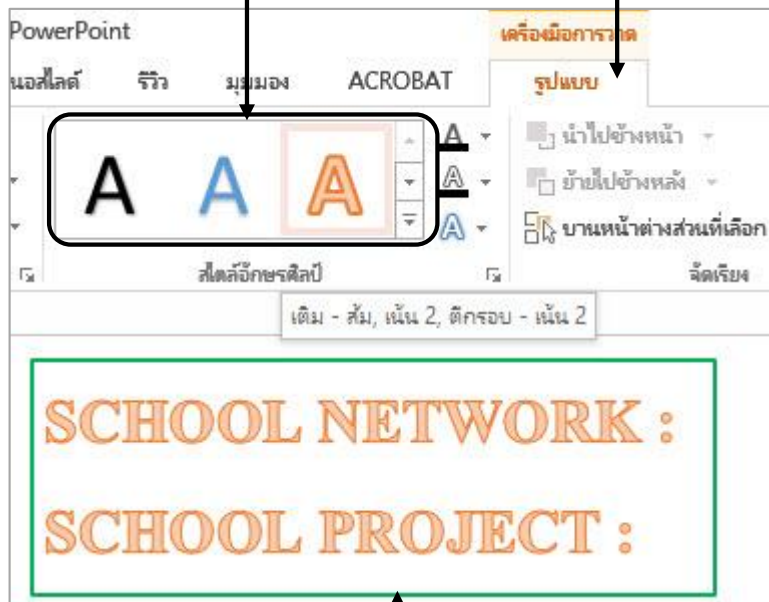 PowerPoint
เครื่องมือการวาด
นอสไลด์ รีวิว มุมมอง ACROBAT รูปแบบ
A A A A
A
A
นำไปข้างหน้า
ย้ายไปข้างหลัง
บานหน้าต่างส่วนที่เลือก
สไตล์อักษรศิลป์ จัดเรียง
เติม - ส้ม, เน้น 2, ตีกรอบ - เน้น 2
SCHOOL NETWORK :
SCHOOL PROJECT :